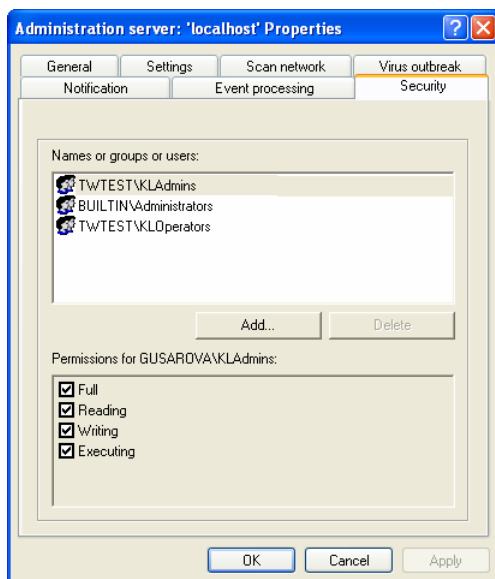 Administration server: 'localhost' Properties
General Settings Scan network Virus outbreak
Notification Event processing Security
Names or groups or users:
TWTEST\KLAdmins
BUILTIN\Administrators
TWTEST\KLOperators
Add... Delete
Permissions for GUSAROVA\KLAdmins:
Full
Reading
Writing
Executing
OK Cancel Apply